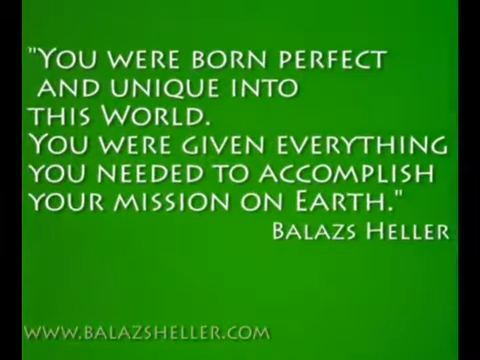 "You were born perfect
and unique into
this World.
You were given everything
you needed to accomplish
your mission on Earth."
Balazs Heller
www.balazsheller.com